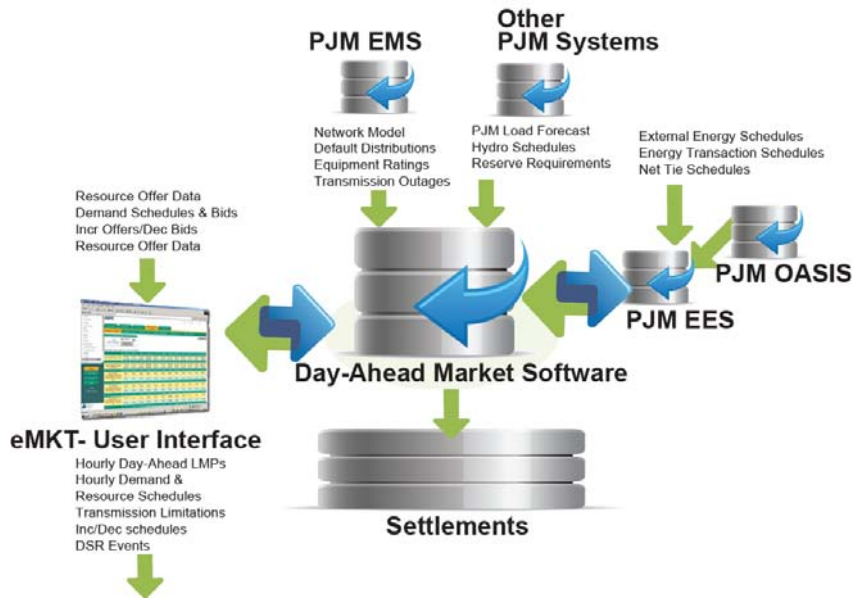 PJM EMS
Other
PJM Systems
Network Model
Default Distributions
Equipment Ratings
Transmission Outages
PJM Load Forecast
Hydro Schedules
Reserve Requirements
External Energy Schedules
Energy Transaction Schedules
Net Tie Schedules
Resource Offer Data
Demand Schedules & Bids
Incr Offers/Dec Bids
Resource Offer Data
PJM OASIS
PJM EES
Day-Ahead Market Software
eMKT- User Interface
Hourly Day-Ahead LMPs
Hourly Demand &
Resource Schedules
Transmission Limitations
Inc/Dec schedules
DSR Events
Settlements